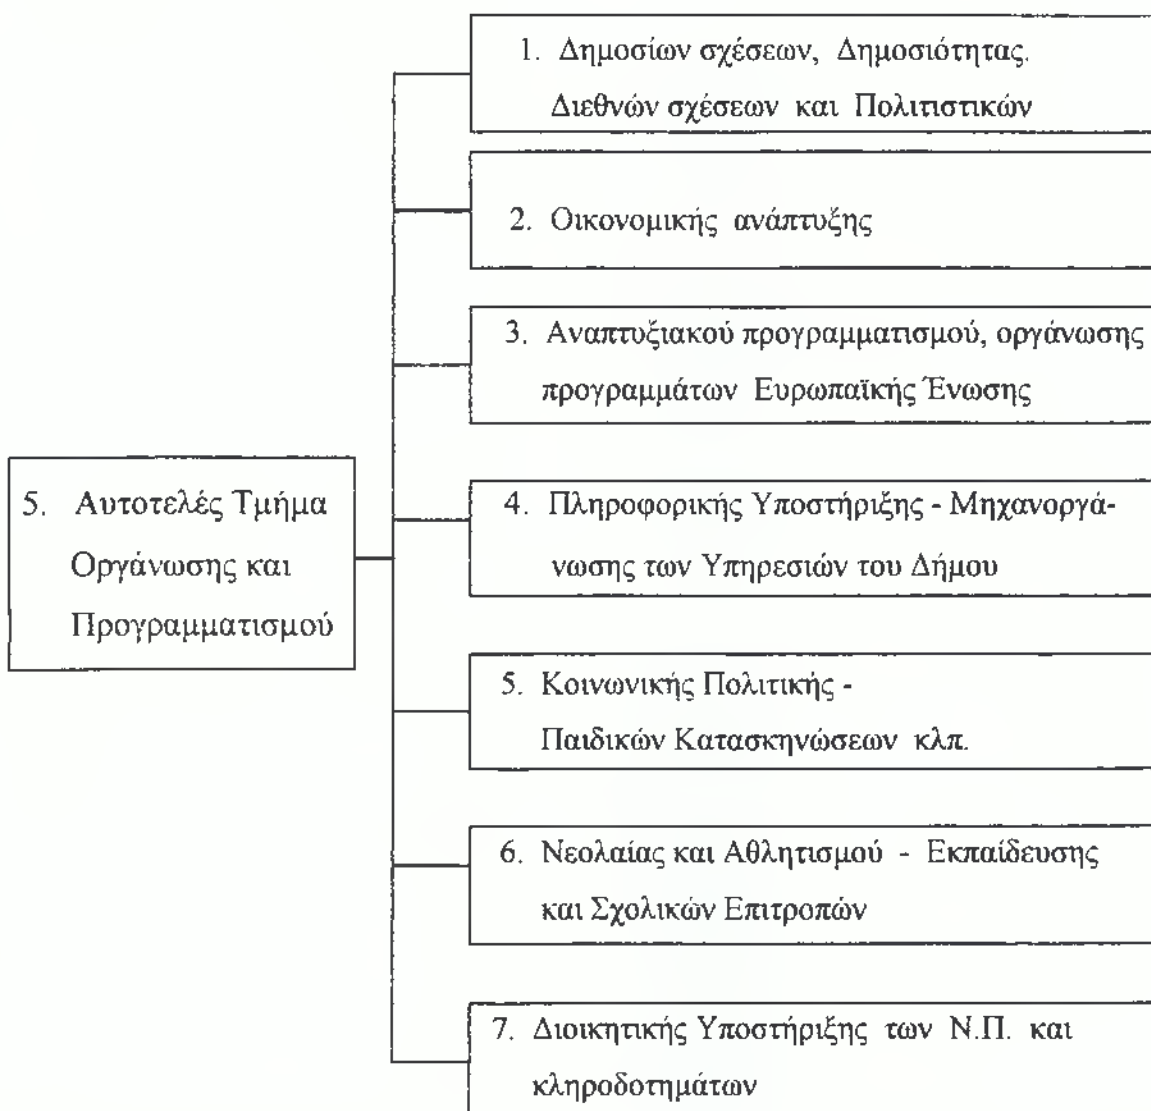 1. Δημοσίων σχέσεων, Δημοσιότητας.
Διεθνών σχέσεων και Πολιτιστικών
2. Οικονομικής ανάπτυξης
3. Αναπτυξιακού προγραμματισμού, οργάνωσης
προγραμμάτων Ευρωπαϊκής Ένωσης
5. Αυτοτελές Τμήμα
Οργάνωσης και
Προγραμματισμού
4. Πληροφορικής Υποστήριξης - Μηχανοργά-
νωσης των Υπηρεσιών του Δήμου
5. Κοινωνικής Πολιτικής -
Παιδικών Κατασκηνώσεων κλπ.
6. Νεολαίας και Αθλητισμού - Εκπαίδευσης
και Σχολικών Επιτροπών
7. Διοικητικής Υποστήριξης των Ν.Π. και
κληροδοτημάτων